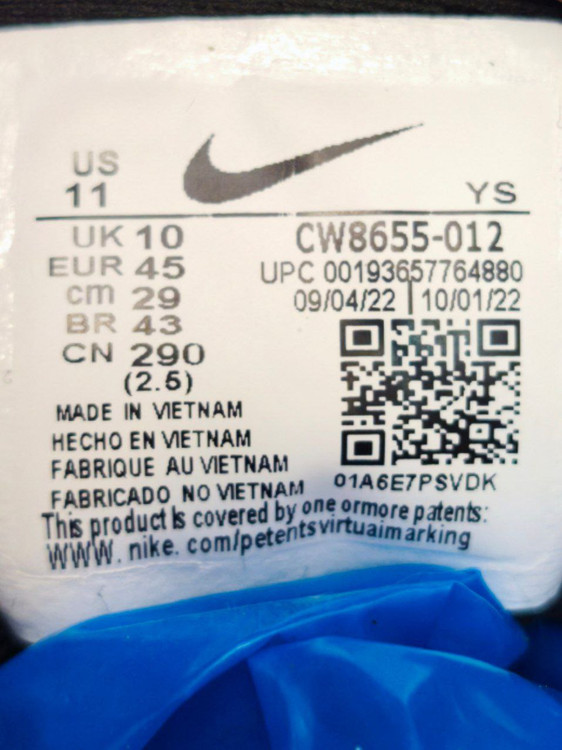 US
11
YS
UK 10
EUR 45
cm 29
BR 43
CN 290
(2.5)
CW8655-012
UPC 00193657764880
09/04/22 | 10/01/22
01A6E7PSVDK
MADE IN VIETNAM
HECHO EN VIETNAM
FABRIQUE AU VIETNAM
FABRICADO NO VIETNAM
This product Is covered by one ormore patents:
WWW. nike. com/petentsvirtuaimarking